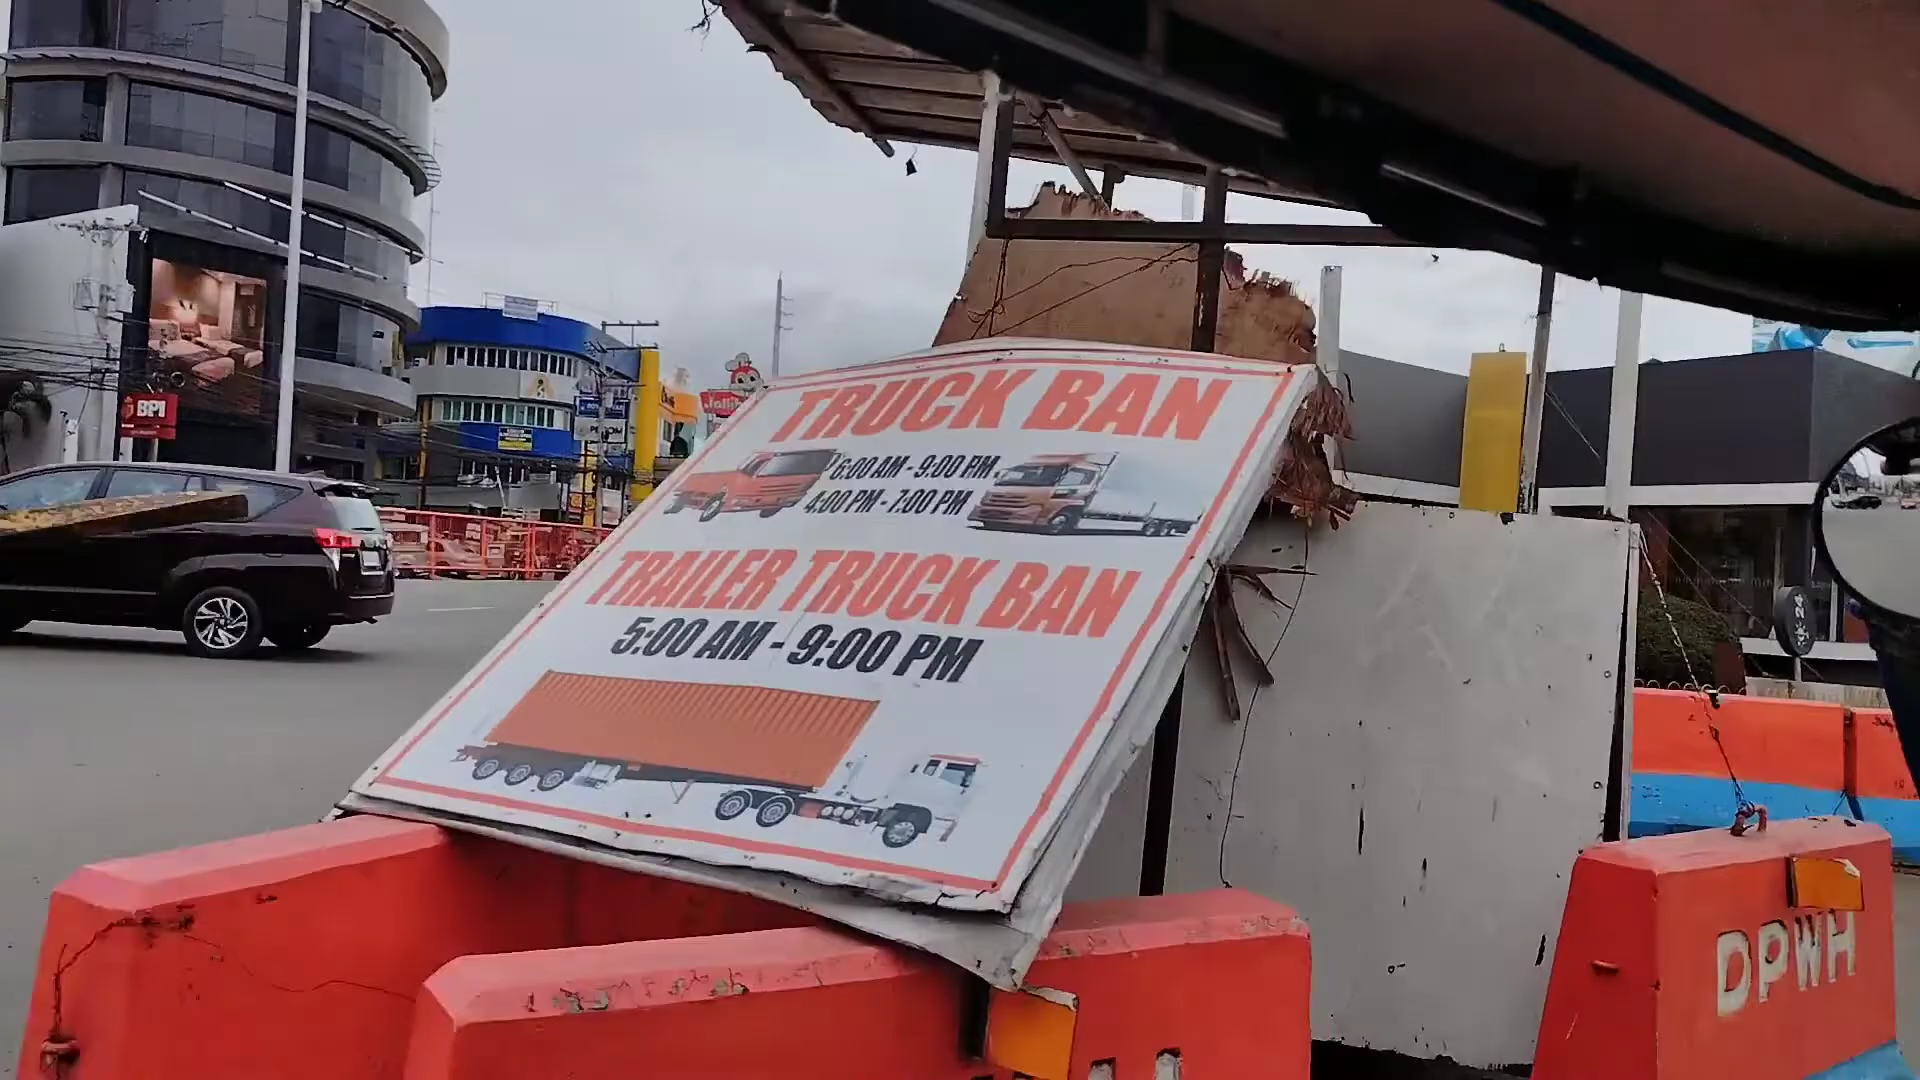 TRUCK BAN
6:00 AM - 9:00 PM
4:00 PM - 7:00 PM
TRAILER TRUCK BAN
5:00 AM - 9:00 PM
BPI
Jollib
DPWH